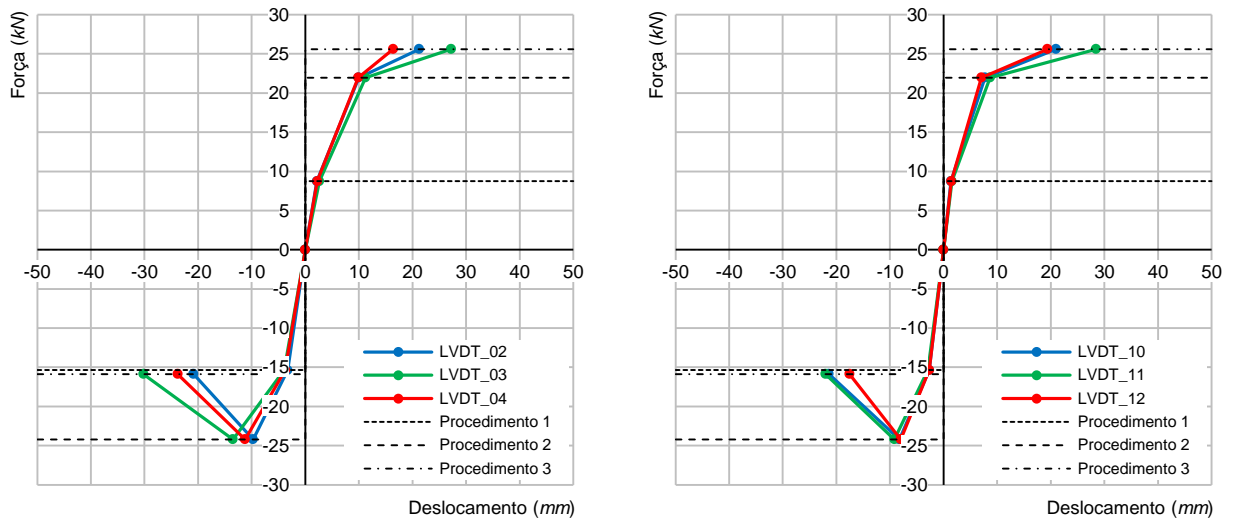 Força (kN)
30
25
20
15
10
5
0
-50 -40 -30 -20 -10 0 10 20 30 40 50
-5
-10
-15
-20
-25
-30
LVDT_02
LVDT_03
LVDT_04
Procedimento 1
Procedimento 2
Procedimento 3
Deslocamento (mm)
Força (kN)
30
25
20
15
10
5
0
-50 -40 -30 -20 -10 0 10 20 30 40 50
-5
-10
-15
-20
-25
-30
LVDT_10
LVDT_11
LVDT_12
Procedimento 1
Procedimento 2
Procedimento 3
Deslocamento (mm)